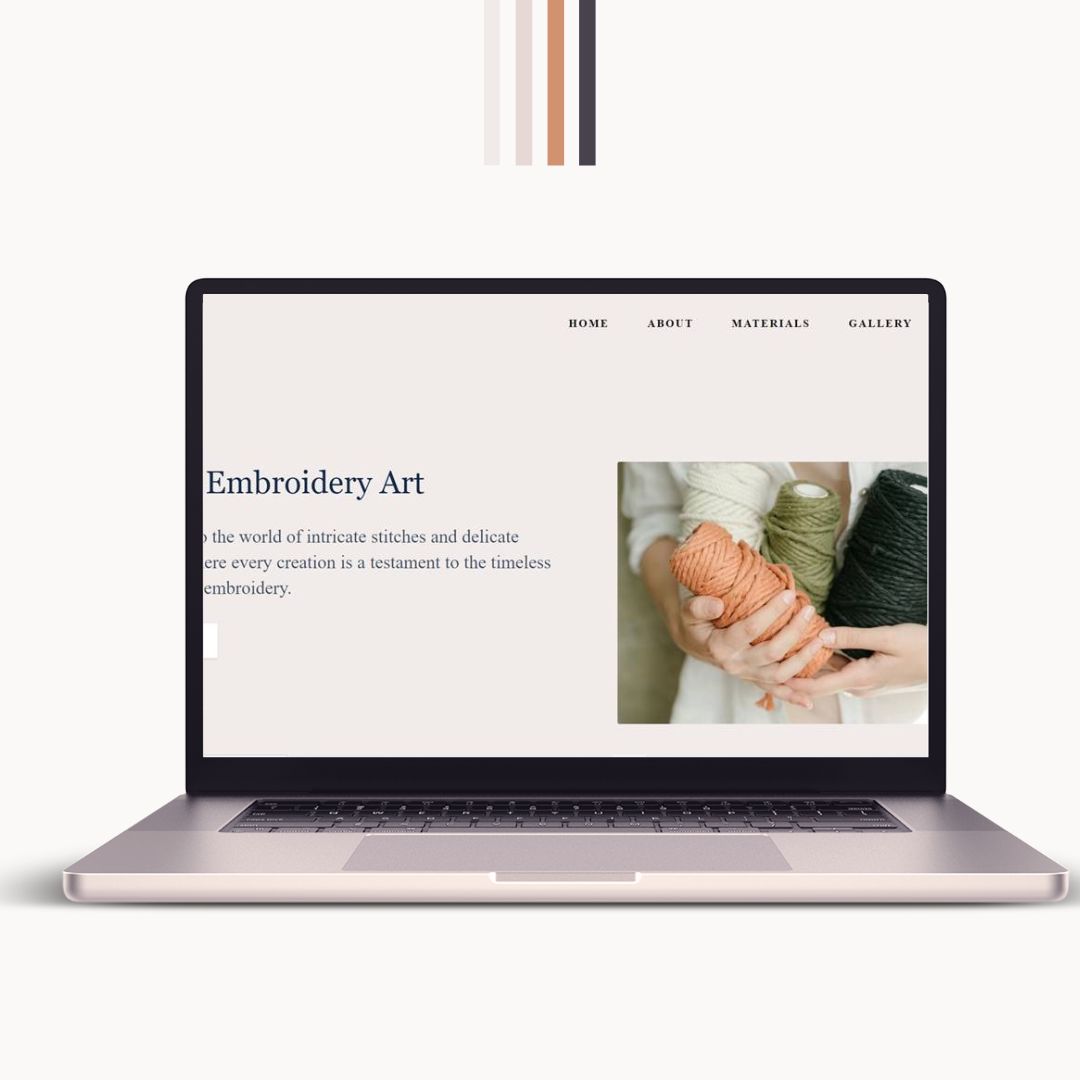 HOME ABOUT MATERIALS GALLERY
Embroidery Art
the world of intricate stitches and delicate
ere every creation is a testament to the timeless
embroidery.